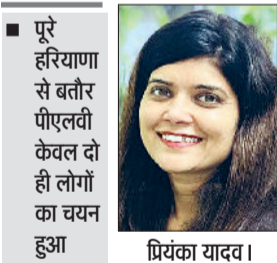 पूरे
हरियाणा
से बतौर
पीएलवी
केवल दो
ही लोगों
का चयन
हुआ
प्रियंका यादव।